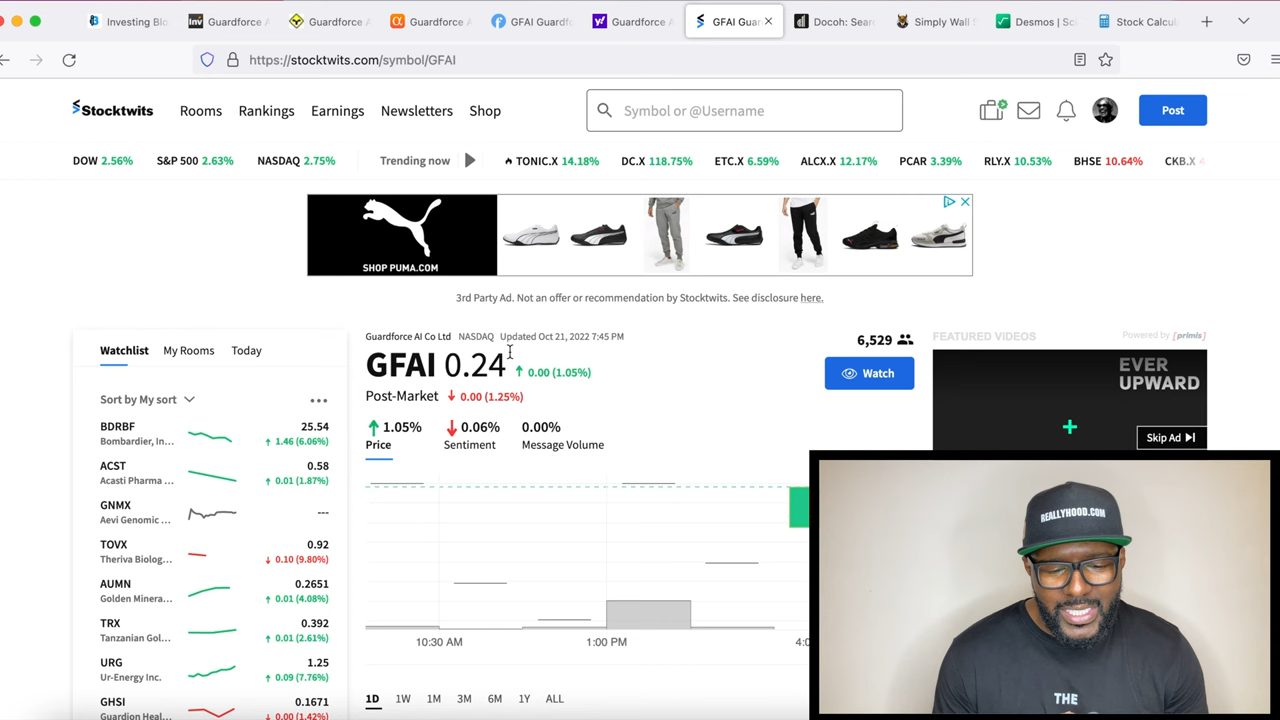 Investing Blo
Guardforce A
Guardforce A
Guardforce A
GFAI Guardfo
Guardforce A
GFAI Guar
Docoh: Sear
Simply Wall S
Desmos | Sci
Stock Calcul
https://stocktwits.com/symbol/GFAI
Stocktwits
Rooms
Rankings
Earnings
Newsletters
Shop
Symbol or @Username
Post
DOW 2.56%
S&P 500 2.63%
NASDAQ 2.75%
Trending now
TONIC.X 14.18%
DC.X 118.75%
ETC.X 6.59%
ALCX.X 12.17%
PCAR 3.39%
RLY.X 10.53%
BHSE 10.64%
CKB.X
PUMA
SHOP PUMA.COM
3rd Party Ad. Not an offer or recommendation by Stocktwits. See disclosure here.
Watchlist
My Rooms
Today
Sort by My sort
BDRBF 25.54
Bombardier, In... 1.46 (6.06%)
ACST 0.58
Acasti Pharma ... 0.01 (1.87%)
GNMX ---
Aevi Genomic ...
TOVX 0.92
Theriva Biolog... 0.10 (9.80%)
AUMN 0.2651
Golden Minera... 0.01 (4.08%)
TRX 0.392
Tanzanian Gol... 0.01 (2.61%)
URG 1.25
Ur-Energy Inc. 0.09 (7.76%)
GHSI 0.1671
Guardion Heal... 0.00 (1.42%)
Guardforce AI Co Ltd NASDAQ Updated Oct 21, 2022 7:45 PM
GFAI 0.24 0.00 (1.05%)
Post-Market 0.00 (1.25%)
6,529
Watch
1.05%
Price
0.06%
Sentiment
0.00%
Message Volume
10:30 AM
1:00 PM
4:0
1D
1W
1M
3M
6M
1Y
ALL
FEATURED VIDEOS
Powered by [primis]
EVER
UPWARD
Skip Ad
REALLYHOOD.COM
THE